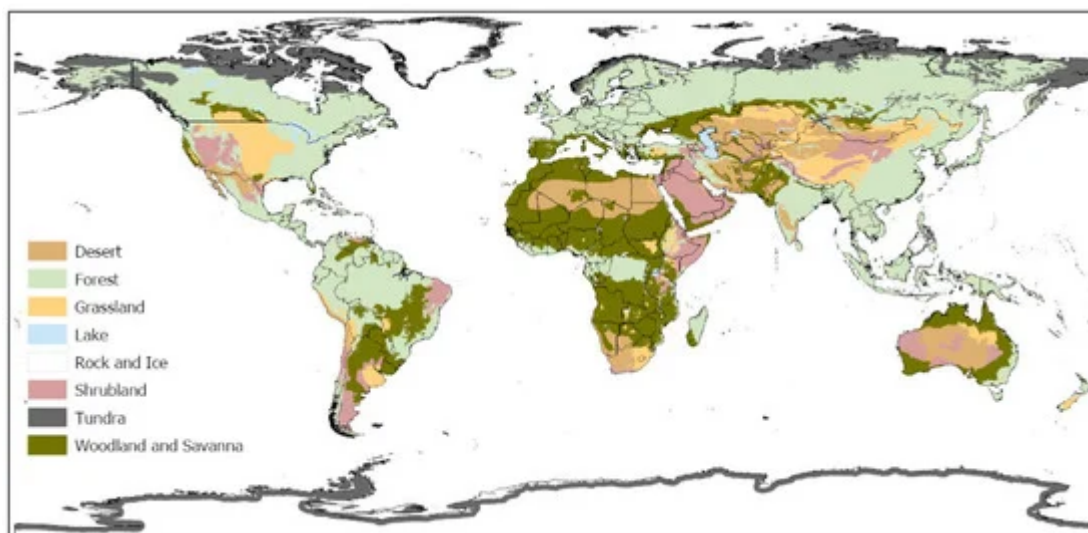 Desert
Forest
Grassland
Lake
Rock and Ice
Shrubland
Tundra
Woodland and Savanna